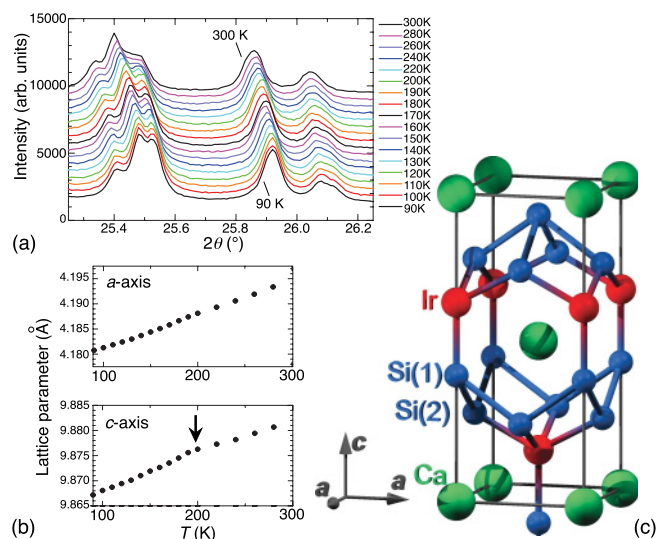 15000
10000
5000
0
Intensity (arb. units)
300 K
90 K
25.4 25.6 25.8 26.0 26.2
2θ (°)
300K
280K
260K
240K
220K
200K
190K
180K
170K
160K
150K
140K
130K
120K
110K
100K
90K
(a)
4.195
4.190
4.185
4.180
a-axis
100 200 300
Lattice parameter (Å)
9.885
9.880
9.875
9.870
9.865
c-axis
100 200 300
T (K)
(b)
Ir
Si(1)
Si(2)
Ca
c
a a
(c)